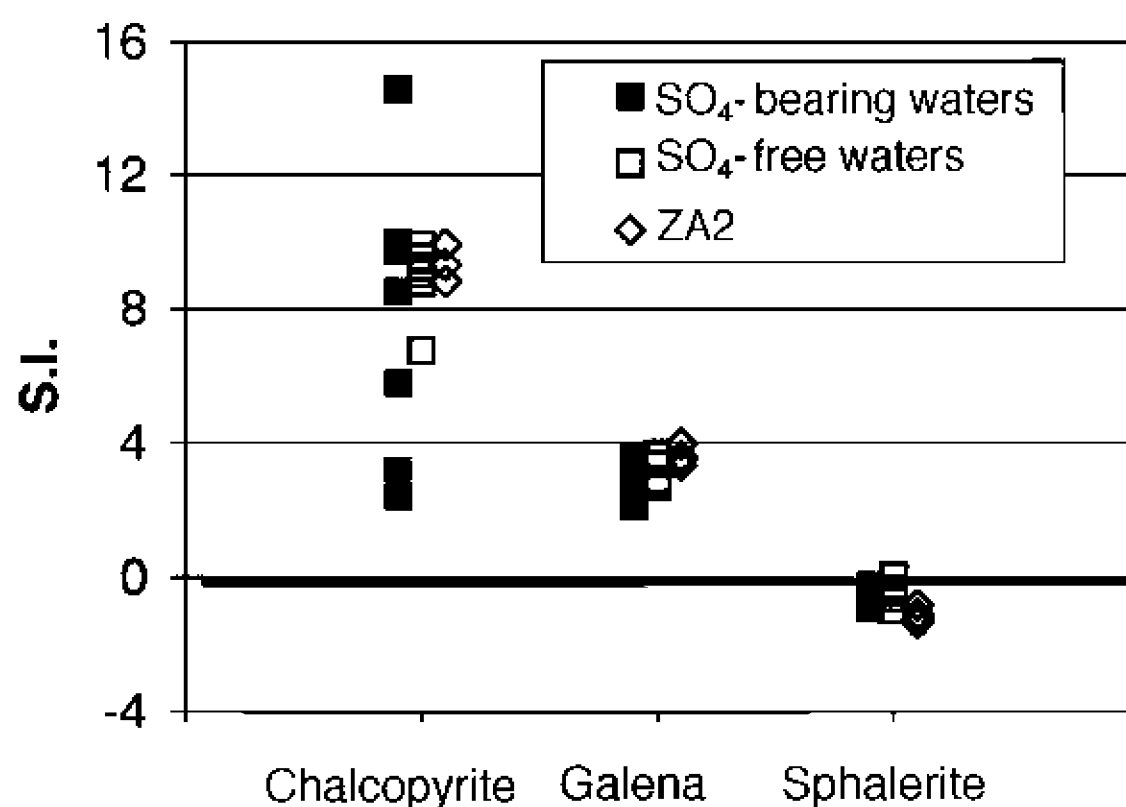 16
SO₄- bearing waters
SO₄- free waters
ZA2
12
8
S.I.
4
0
-4
Chalcopyrite Galena Sphalerite